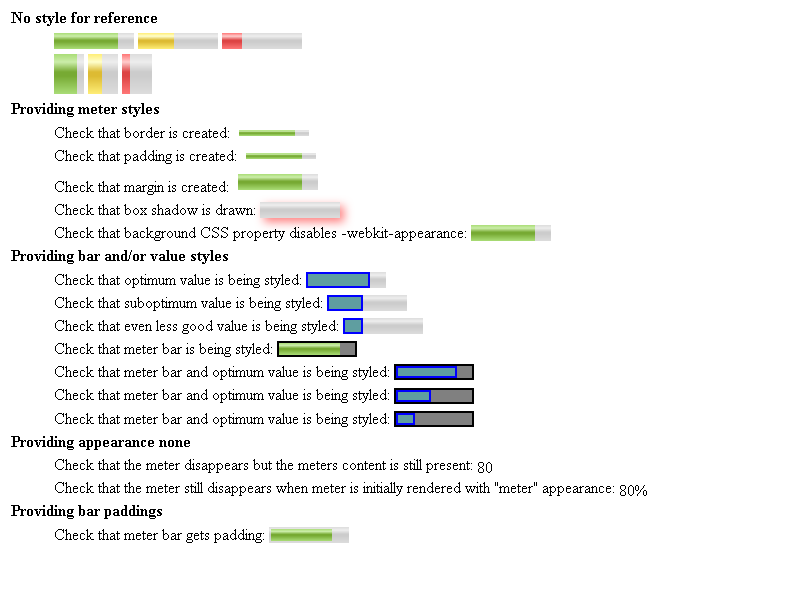 No style for reference
Providing meter styles
Check that border is created:
Check that padding is created:
Check that margin is created:
Check that box shadow is drawn:
Check that background CSS property disables -webkit-appearance:
Providing bar and/or value styles
Check that optimum value is being styled:
Check that suboptimum value is being styled:
Check that even less good value is being styled:
Check that meter bar is being styled:
Check that meter bar and optimum value is being styled:
Check that meter bar and optimum value is being styled:
Check that meter bar and optimum value is being styled:
Providing appearance none
Check that the meter disappears but the meters content is still present: 80
Check that the meter still disappears when meter is initially rendered with "meter" appearance: 80%
Providing bar paddings
Check that meter bar gets padding: